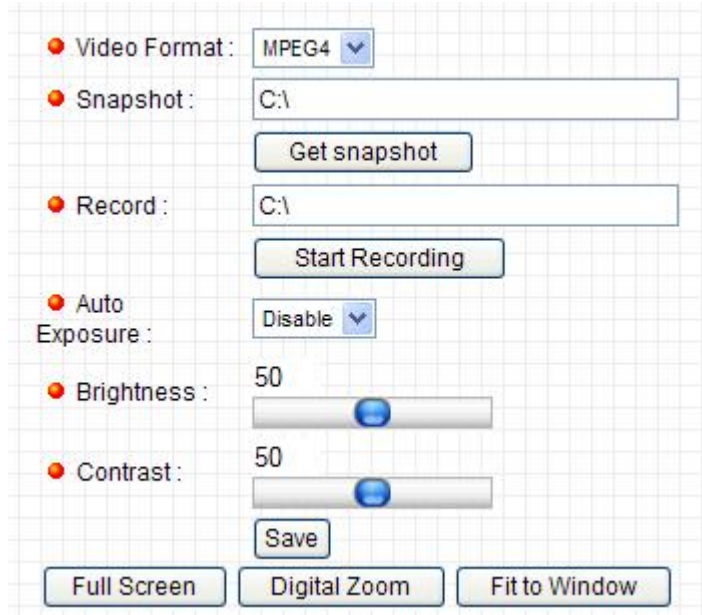 Video Format : MPEG4
Snapshot : C:\
Get snapshot
Record : C:\
Start Recording
Auto
Exposure : Disable
Brightness : 50
Contrast : 50
Save
Full Screen Digital Zoom Fit to Window